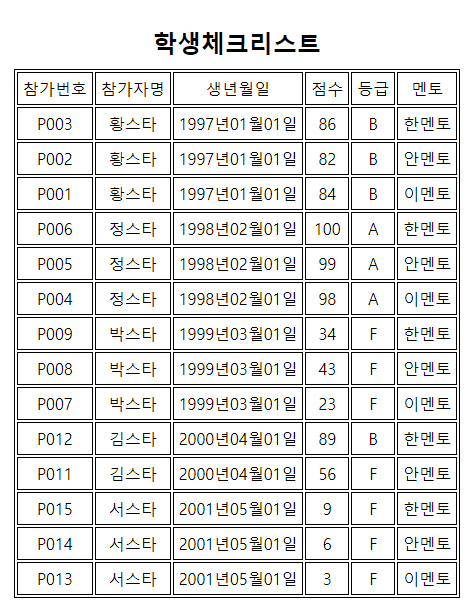 학생체크리스트
참가번호 참가자명 생년월일 점수 등급 멘토
P003 황스타 1997년01월01일 86 B 한멘토
P002 황스타 1997년01월01일 82 B 안멘토
P001 황스타 1997년01월01일 84 B 이멘토
P006 정스타 1998년02월01일 100 A 한멘토
P005 정스타 1998년02월01일 99 A 안멘토
P004 정스타 1998년02월01일 98 A 이멘토
P009 박스타 1999년03월01일 34 F 한멘토
P008 박스타 1999년03월01일 43 F 안멘토
P007 박스타 1999년03월01일 23 F 이멘토
P012 김스타 2000년04월01일 89 B 한멘토
P011 김스타 2000년04월01일 56 F 안멘토
P015 서스타 2001년05월01일 9 F 한멘토
P014 서스타 2001년05월01일 6 F 안멘토
P013 서스타 2001년05월01일 3 F 이멘토